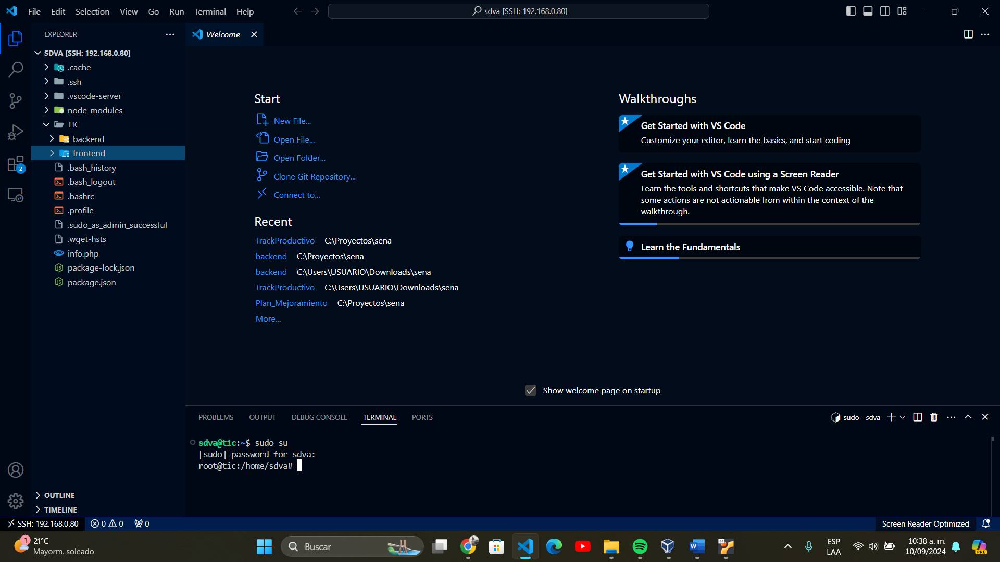 File Edit Selection View Go Run Terminal Help
sdva [SSH: 192.168.0.80]
EXPLORER
Welcome
SDVA [SSH: 192.168.0.80]
.cache
.ssh
.vscode-server
node_modules
TIC
backend
frontend
.bash_history
.bash_logout
.bashrc
.profile
.sudo_as_admin_successful
.wget-hsts
info.php
package-lock.json
package.json
OUTLINE
TIMELINE
2
Start
New File...
Open File...
Open Folder...
Clone Git Repository...
Connect to...
Recent
TrackProductivo C:\Proyectos\sena
backend C:\Proyectos\sena
backend C:\Users\USUARIO\Downloads\sena
TrackProductivo C:\Users\USUARIO\Downloads\sena
Plan_Mejoramiento C:\Proyectos\sena
More...
Walkthroughs
Get Started with VS Code
Customize your editor, learn the basics, and start coding
Get Started with VS Code using a Screen Reader
Learn the tools and shortcuts that make VS Code accessible. Note that
some actions are not actionable from within the context of the
walkthrough.
Learn the Fundamentals
Show welcome page on startup
PROBLEMS OUTPUT DEBUG CONSOLE TERMINAL PORTS
sudo - sdva
sdva@tic:~$ sudo su
[sudo] password for sdva:
root@tic:/home/sdva#
SSH: 192.168.0.80 0 0 0
Screen Reader Optimized
1
21°C
Mayorm. soleado
Buscar
W
64
ESP
LAA
10:38 a. m.
10/09/2024
PRE